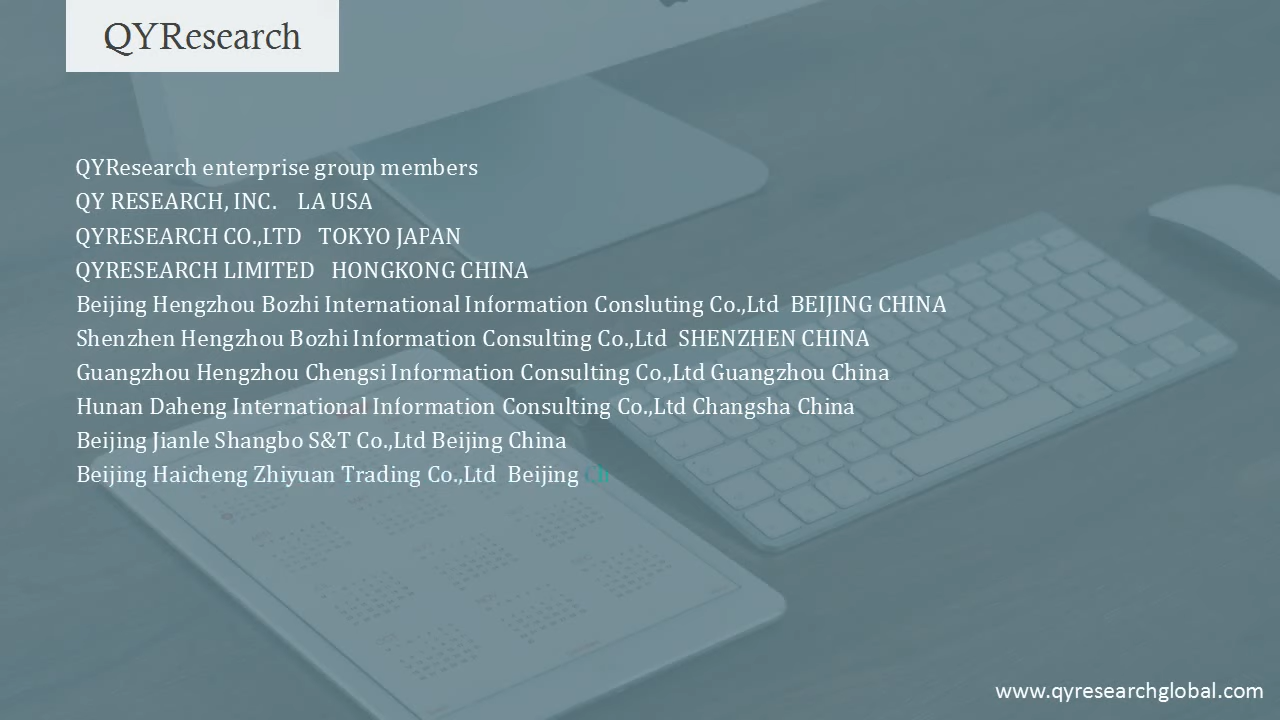 QYResearch
QYResearch enterprise group members
QY RESEARCH, INC. LA USA
QYRESEARCH CO.,LTD TOKYO JAPAN
QYRESEARCH LIMITED HONGKONG CHINA
Beijing Hengzhou Bozhi International Information Consluting Co.,Ltd BEIJING CHINA
Shenzhen Hengzhou Bozhi Information Consulting Co.,Ltd SHENZHEN CHINA
Guangzhou Hengzhou Chengsi Information Consulting Co.,Ltd Guangzhou China
Hunan Daheng International Information Consulting Co.,Ltd Changsha China
Beijing Jianle Shangbo S&T Co.,Ltd Beijing China
Beijing Haicheng Zhiyuan Trading Co.,Ltd Beijing
www.qyresearchglobal.com